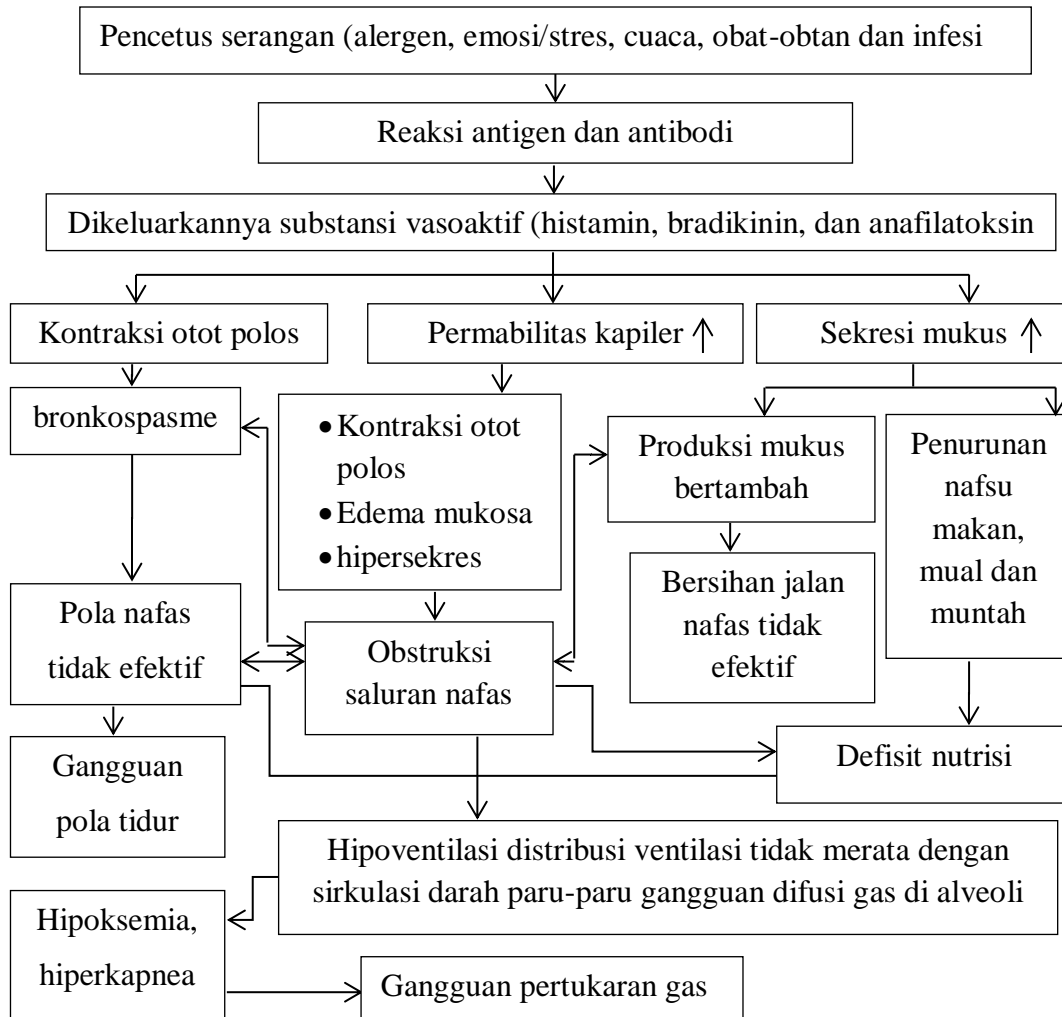 Pencetus serangan (alergen, emosi/stres, cuaca, obat-obtan dan infesi
Reaksi antigen dan antibodi
Dikeluarkannya substansi vasoaktif (histamin, bradikinin, dan anafilatoksin
Kontraksi otot polos
Permabilitas kapiler ↑
Sekresi mukus ↑
bronkospasme
• Kontraksi otot
polos
• Edema mukosa
• hipersekres
Produksi mukus
bertambah
Penurunan
nafsu
makan,
mual dan
muntah
Pola nafas
tidak efektif
Obstruksi
saluran nafas
Bersihan jalan
nafas tidak
efektif
Gangguan
pola tidur
Defisit nutrisi
Hipoventilasi distribusi ventilasi tidak merata dengan
sirkulasi darah paru-paru gangguan difusi gas di alveoli
Hipoksemia,
hiperkapnea
Gangguan pertukaran gas